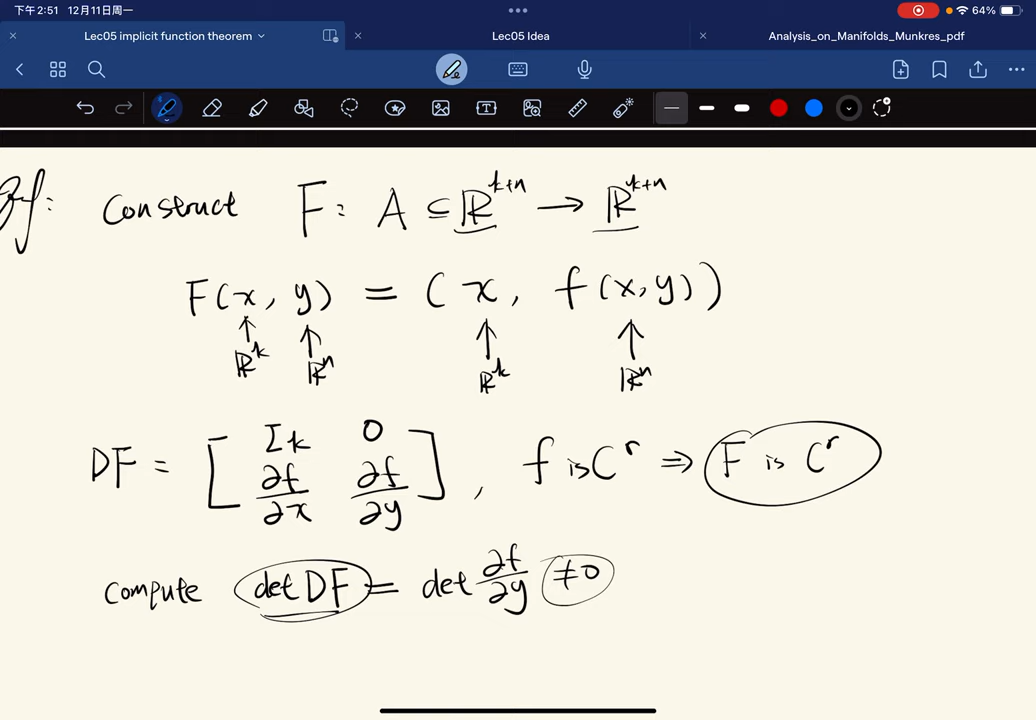 下午2:51 12月11日周一 64%
Lec05 implicit function theorem Lec05 Idea Analysis_on_Manifolds_Munkres_pdf
Pf: Construct F: A ⊆ ℝ^{k+n} → ℝ^{k+n}
F(x, y) = (x, f(x,y))
↑ ↑ ↑ ↑
ℝ^k ℝ^n ℝ^k ℝ^n
DF = [ I_k 0 ; ∂f/∂x ∂f/∂y ], f is C^r ⇒ F is C^r
compute det DF = det ∂f/∂y ≠0